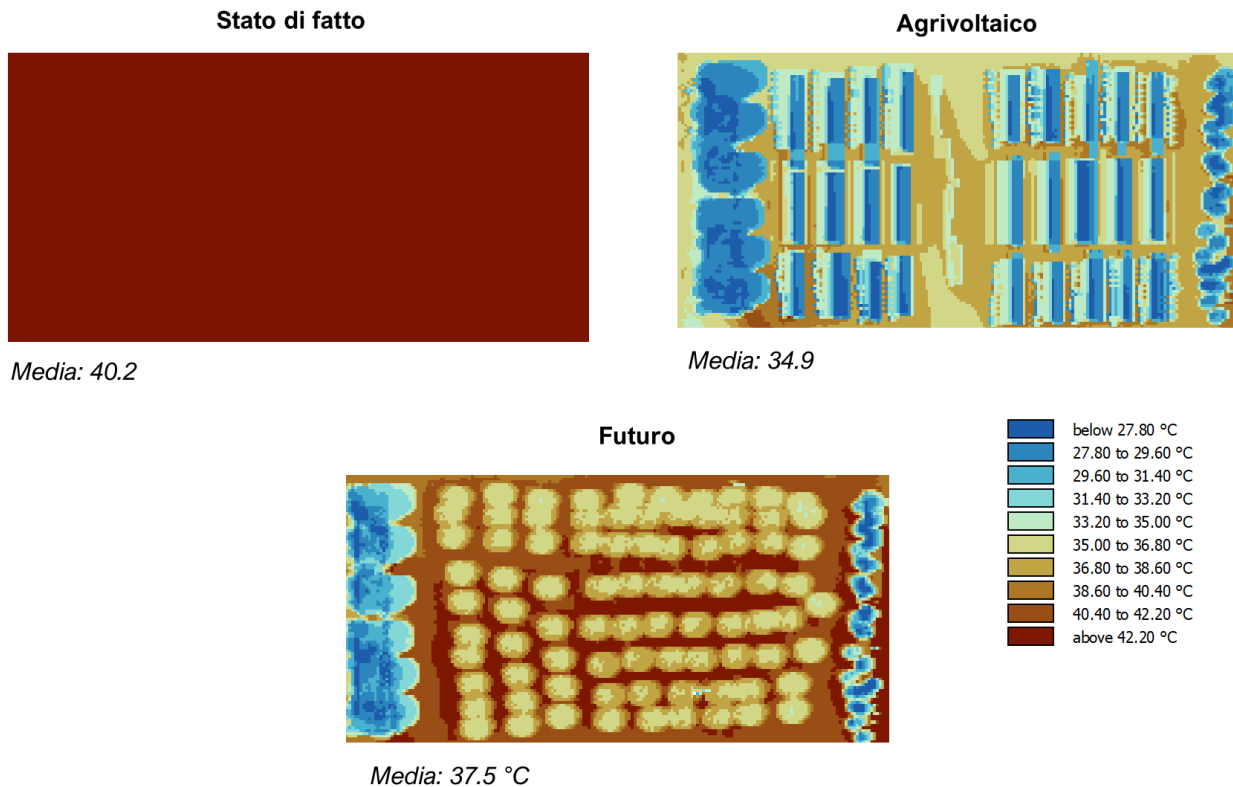 Stato di fatto
Agrivoltaico
Media: 40.2
Media: 34.9
Futuro
below 27.80 °C
27.80 to 29.60 °C
29.60 to 31.40 °C
31.40 to 33.20 °C
33.20 to 35.00 °C
35.00 to 36.80 °C
36.80 to 38.60 °C
38.60 to 40.40 °C
40.40 to 42.20 °C
above 42.20 °C
Media: 37.5 °C